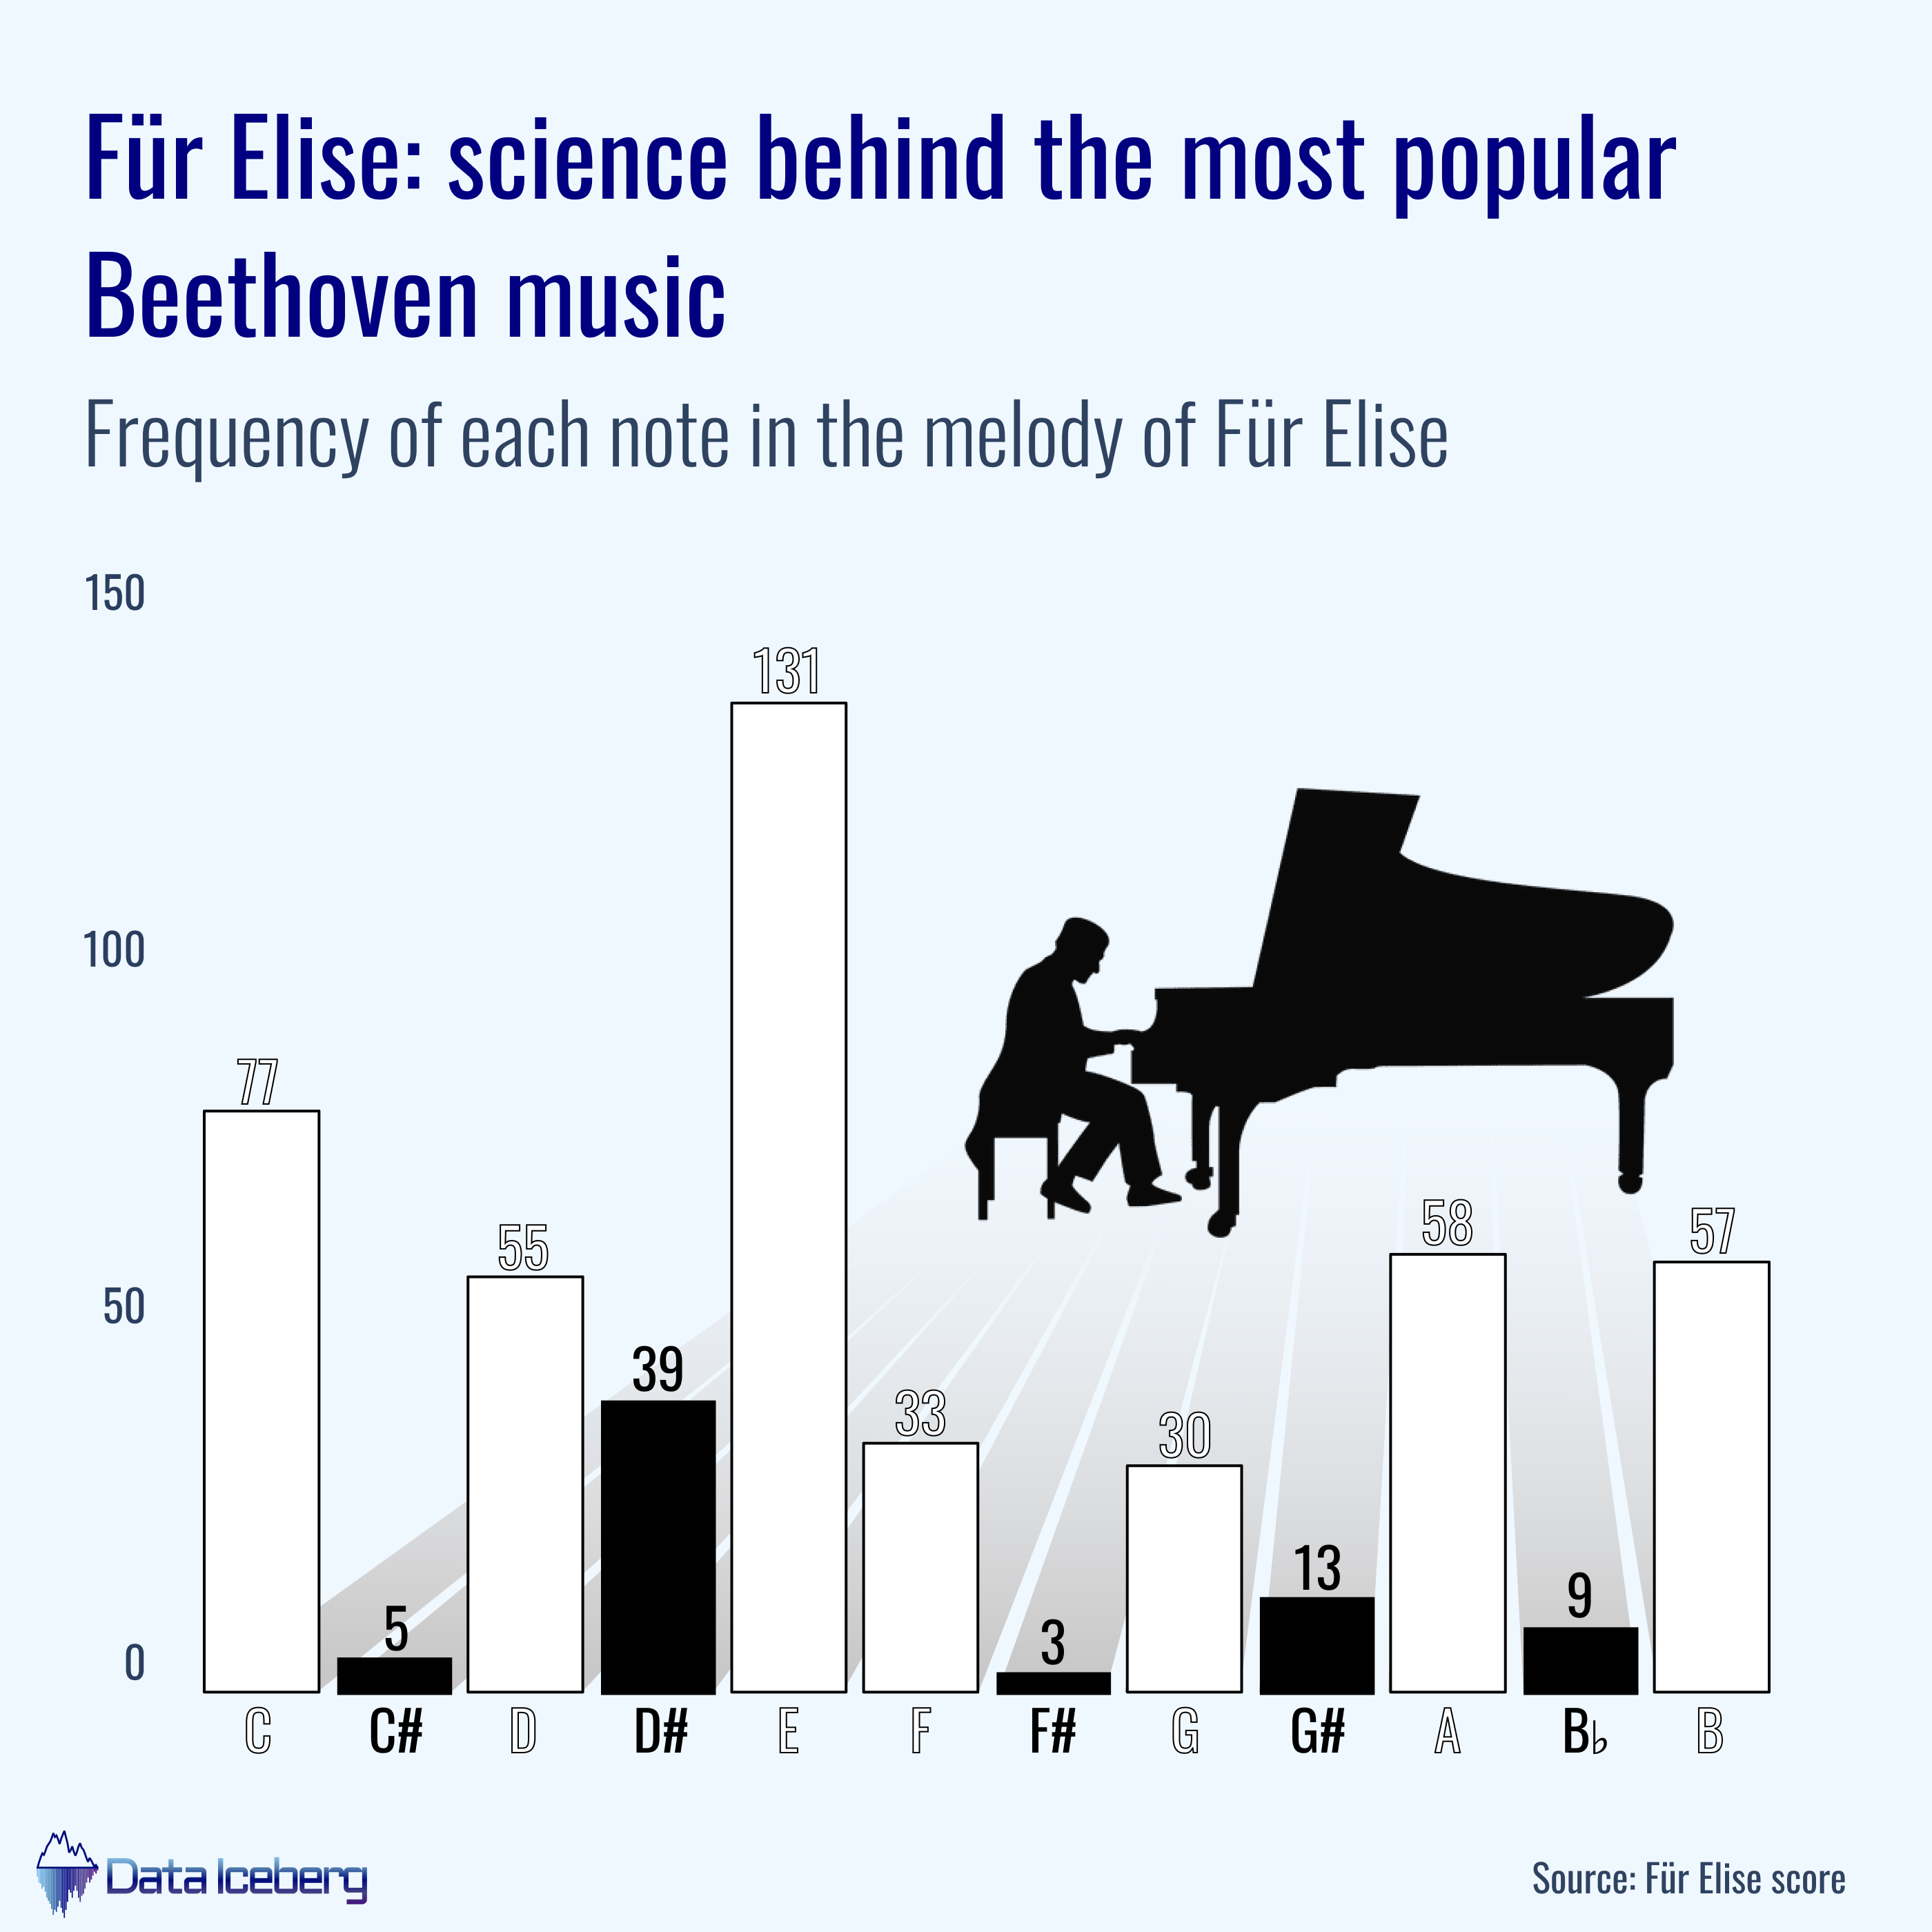 Für Elise: science behind the most popular
Beethoven music
Frequency of each note in the melody of Für Elise
150
131
100
77
58
57
55
50
39
33
30
13
9
5
3
0
C C# D D# E F F# G G# A B♭ B
Data Iceberg
Source: Für Elise score